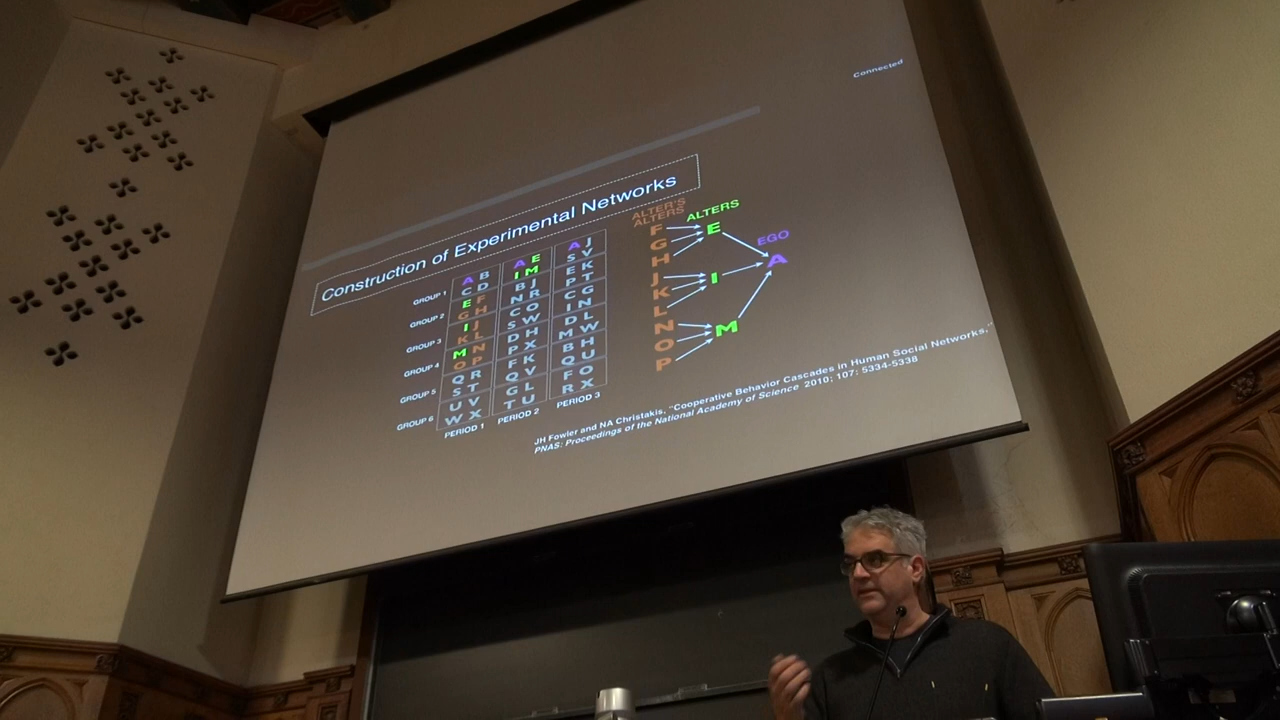 Connected
Construction of Experimental Networks
GROUP 1
GROUP 2
GROUP 3
GROUP 4
GROUP 5
GROUP 6
A B
C D
E F
G H
I J
K L
M N
O P
Q R
S T
U V
W X
PERIOD 1
A E
I M
B J
N R
C O
S W
D H
P X
F K
Q V
G L
T U
PERIOD 2
A J
S V
E K
P T
C G
I N
D L
M W
B H
Q U
F O
R X
PERIOD 3
ALTER'S
ALTERS
F
G
H
J
K
L
N
O
P
ALTERS
E
I
M
EGO
A
JH Fowler and NA Christakis, "Cooperative Behavior Cascades in Human Social Networks,"
PNAS: Proceedings of the National Academy of Science 2010; 107: 5334-5338